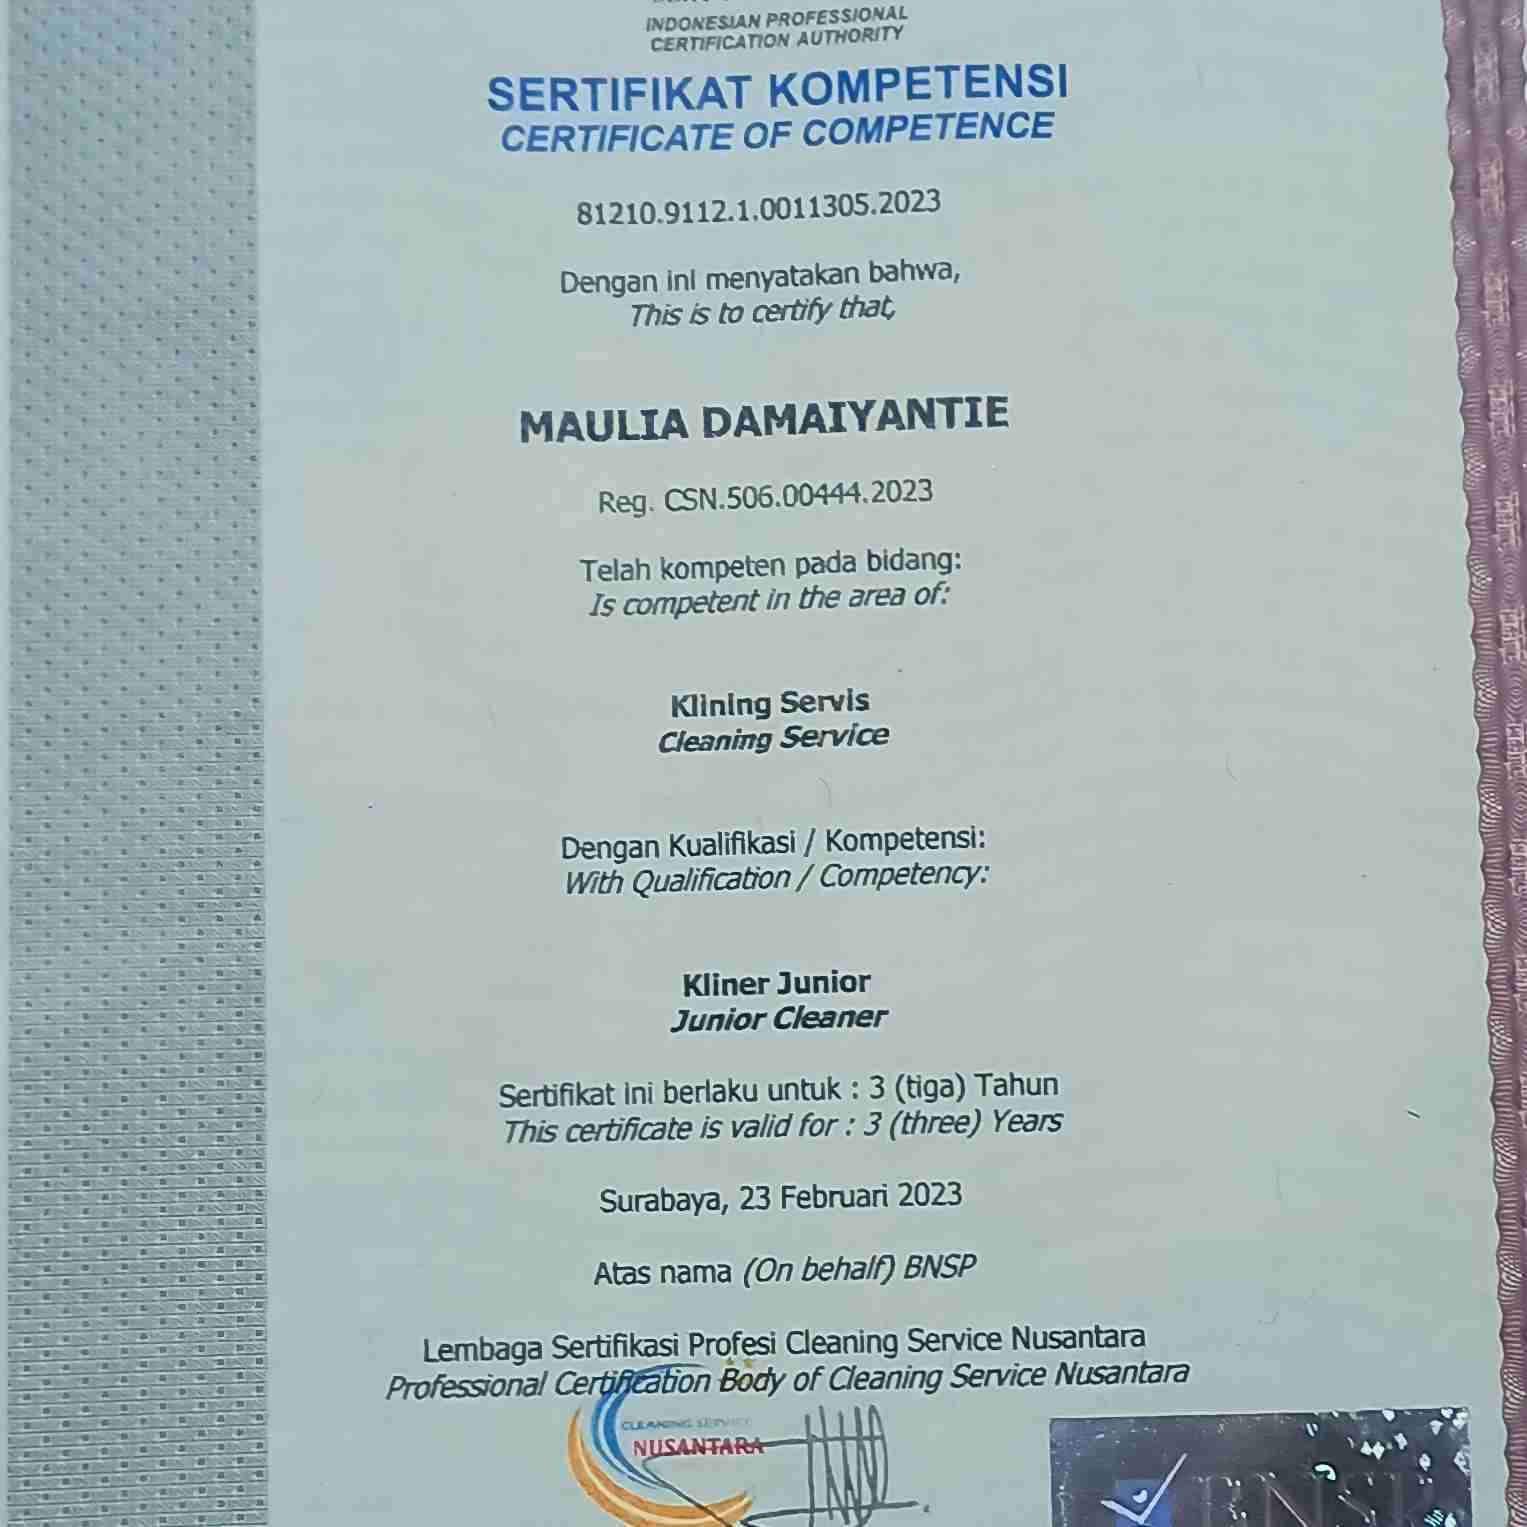 INDONESIAN PROFESSIONAL
CERTIFICATION AUTHORITY
SERTIFIKAT KOMPETENSI
CERTIFICATE OF COMPETENCE
81210.9112.1.0011305.2023
Dengan ini menyatakan bahwa,
This is to certify that,
MAULIA DAMAIYANTIE
Reg. CSN.506.00444.2023
Telah kompeten pada bidang:
Is competent in the area of:
Klining Servis
Cleaning Service
Dengan Kualifikasi / Kompetensi:
With Qualification / Competency:
Kliner Junior
Junior Cleaner
Sertifikat ini berlaku untuk : 3 (tiga) Tahun
This certificate is valid for : 3 (three) Years
Surabaya, 23 Februari 2023
Atas nama (On behalf) BNSP
Lembaga Sertifikasi Profesi Cleaning Service Nusantara
Professional Certification Body of Cleaning Service Nusantara
CLEANING SERVICE
NUSANTARA
BNSP